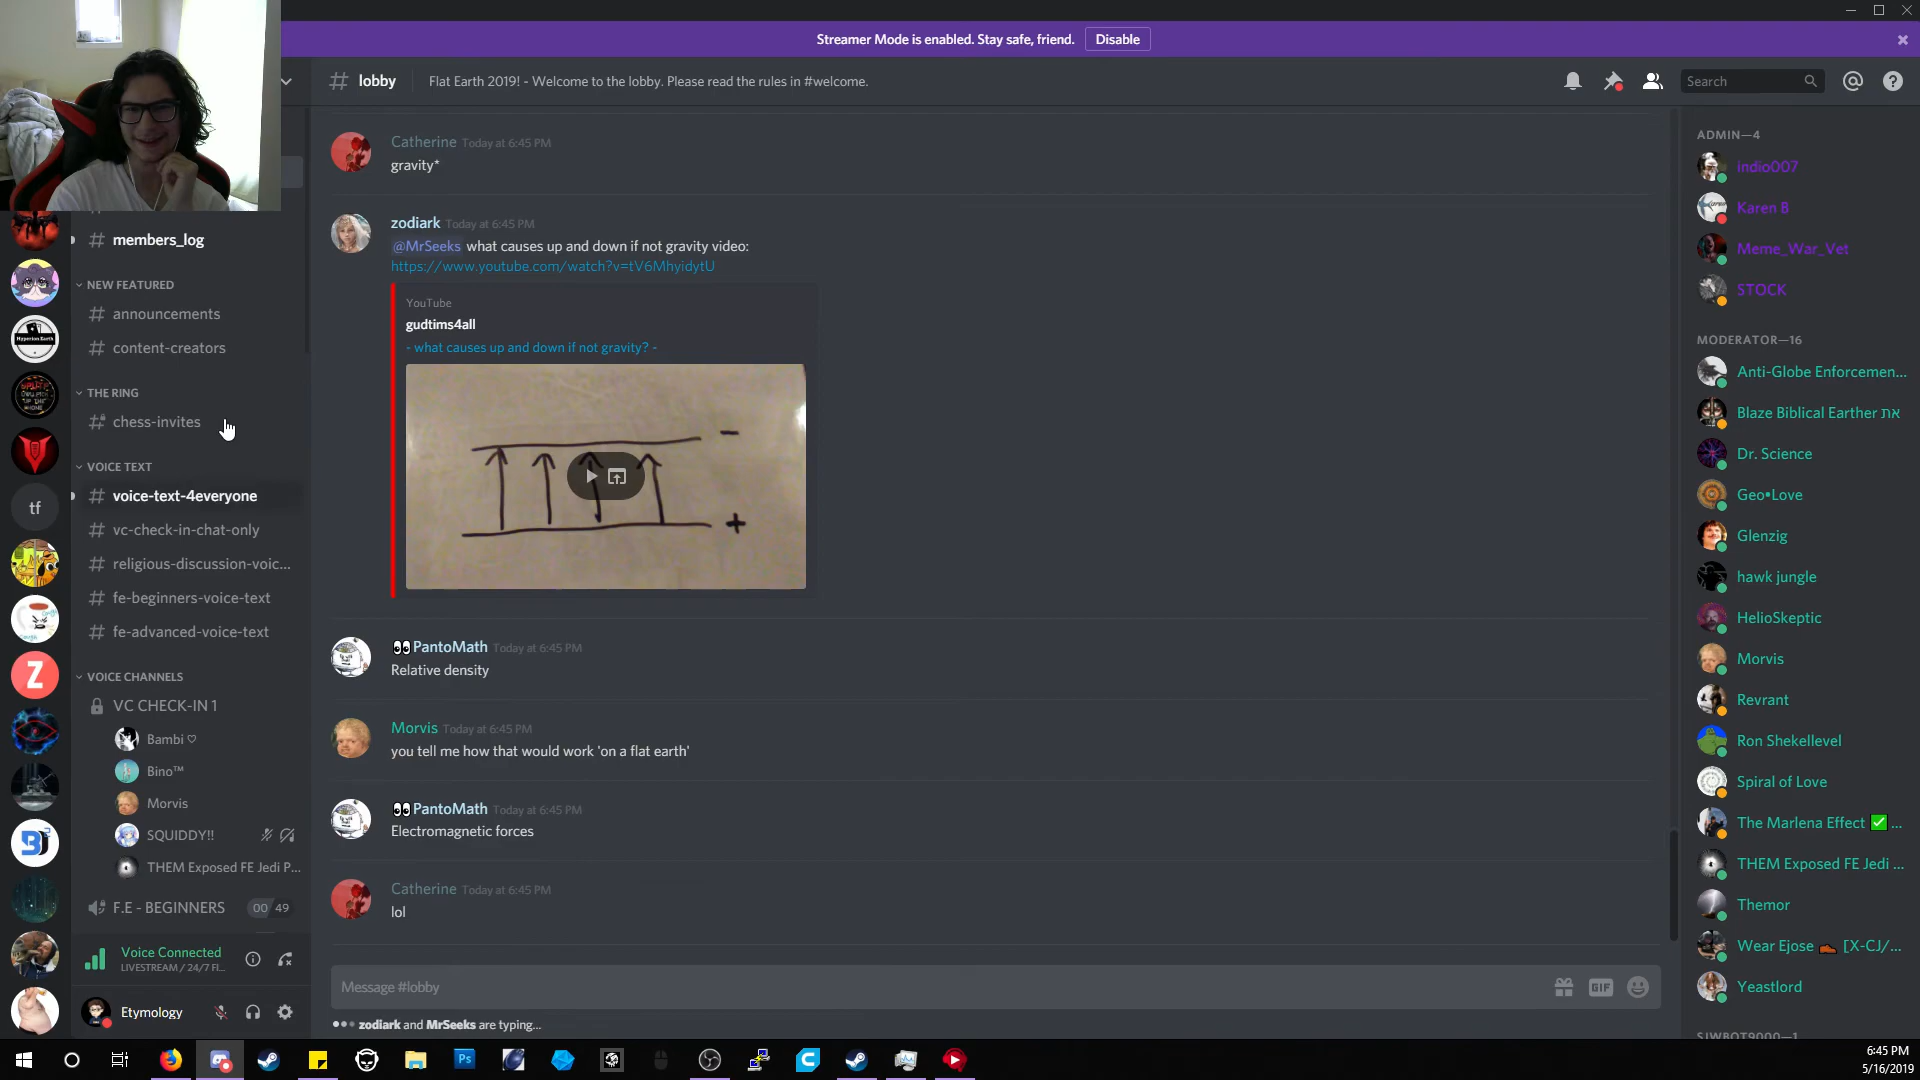 Streamer Mode is enabled. Stay safe, friend.
Disable
lobby
Flat Earth 2019! - Welcome to the lobby. Please read the rules in #welcome.
Search
members_log
NEW FEATURED
announcements
content-creators
THE RING
chess-invites
VOICE TEXT
voice-text-4everyone
vc-check-in-chat-only
religious-discussion-voic...
fe-beginners-voice-text
fe-advanced-voice-text
VOICE CHANNELS
VC CHECK-IN 1
Bambi ♡
Bino™
Morvis
SQUIDDY!!
THEM Exposed FE Jedi P...
F.E - BEGINNERS 00 49
Voice Connected
LIVESTREAM / 24/7 Fl...
Etymology
tf
Z
Catherine Today at 6:45 PM
gravity*
zodiark Today at 6:45 PM
@MrSeeks what causes up and down if not gravity video:
https://www.youtube.com/watch?v=tV6MhyidytU
YouTube
gudtims4all
- what causes up and down if not gravity? -
-
+
👀PantoMath Today at 6:45 PM
Relative density
Morvis Today at 6:45 PM
you tell me how that would work 'on a flat earth'
👀PantoMath Today at 6:45 PM
Electromagnetic forces
Catherine Today at 6:45 PM
lol
Message #lobby
GIF
zodiark and MrSeeks are typing...
ADMIN—4
indio007
Karen B
Meme_War_Vet
STOCK
MODERATOR—16
Anti-Globe Enforcemen...
Blaze Biblical Earther את
Dr. Science
Geo•Love
Glenzig
hawk jungle
HelioSkeptic
Morvis
Revrant
Ron Shekellevel
Spiral of Love
The Marlena Effect ✅ ...
THEM Exposed FE Jedi ...
Themor
Wear Ejose 👞 [X-CJ/...
Yeastlord
SJWBOT9000—1
Ps
6:45 PM
5/16/2019